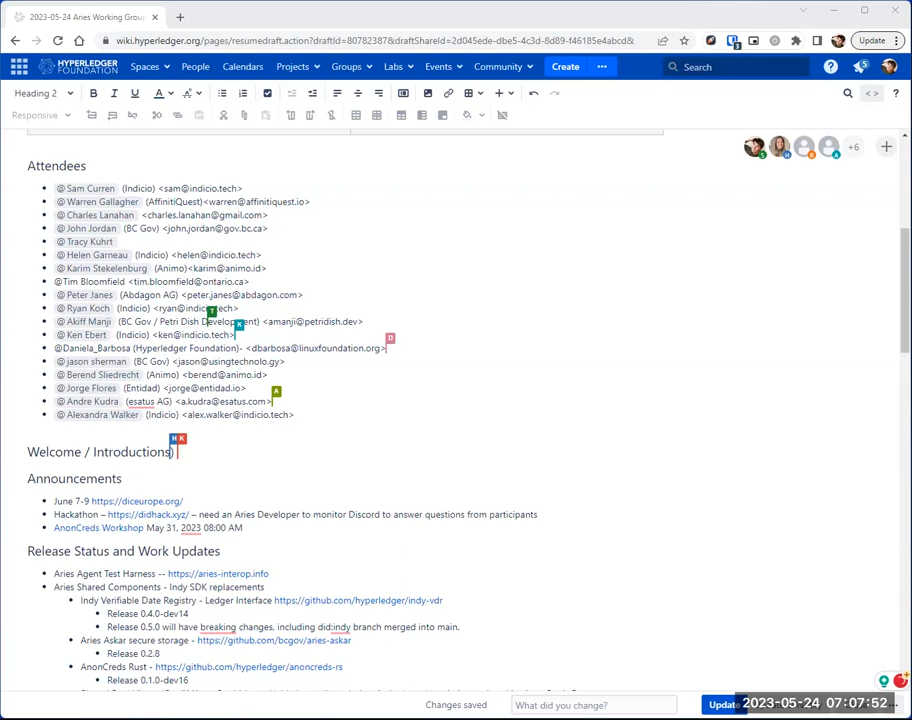 2023-05-24 Aries Working Grou
wiki.hyperledger.org/pages/resumedraft.action?draftId=80782387&draftShareId=2d045ede-dbe5-4c3d-8d89-f46185e4abcd&
Update
HYPERLEDGER FOUNDATION
Spaces People Calendars Projects Groups Labs Events Community Create Search
Heading 2
Responsive
+6
Attendees
@ Sam Curren (Indicio) <sam@indicio.tech>
@ Warren Gallagher (AffinitiQuest)<warren@affinitiquest.io>
@ Charles Lanahan <charles.lanahan@gmail.com>
@ John Jordan (BC Gov) <john.jordan@gov.bc.ca>
@ Tracy Kuhrt
@ Helen Garneau (Indicio) <helen@indicio.tech>
@ Karim Stekelenburg (Animo)<karim@animo.id>
@Tim Bloomfield <tim.bloomfield@ontario.ca>
@ Peter Janes (Abdagon AG) <peter.janes@abdagon.com>
@ Ryan Koch (Indicio) <ryan@indicio.tech>
@ Akiff Manji (BC Gov / Petri Dish Development) <amanji@petridish.dev>
@ Ken Ebert (Indicio) <ken@indicio.tech>
@Daniela_Barbosa (Hyperledger Foundation)- <dbarbosa@linuxfoundation.org>
@ jason sherman (BC Gov) <jason@usingtechnolo.gy>
@ Berend Sliedrecht (Animo) <berend@animo.id>
@ Jorge Flores (Entidad) <jorge@entidad.io>
@ Andre Kudra (esatus AG) <a.kudra@esatus.com>
@ Alexandra Walker (Indicio) <alex.walker@indicio.tech>
Welcome / Introductions)
Announcements
June 7-9 https://diceurope.org/
Hackathon – https://didhack.xyz/ – need an Aries Developer to monitor Discord to answer questions from participants
AnonCreds Workshop May 31, 2023 08:00 AM
Release Status and Work Updates
Aries Agent Test Harness -- https://aries-interop.info
Aries Shared Components - Indy SDK replacements
Indy Verifiable Date Registry - Ledger Interface https://github.com/hyperledger/indy-vdr
Release 0.4.0-dev14
Release 0.5.0 will have breaking changes, including did:indy branch merged into main.
Aries Askar secure storage - https://github.com/bcgov/aries-askar
Release 0.2.8
AnonCreds Rust - https://github.com/hyperledger/anoncreds-rs
Release 0.1.0-dev16
Changes saved What did you change? Update
2023-05-24 07:07:52